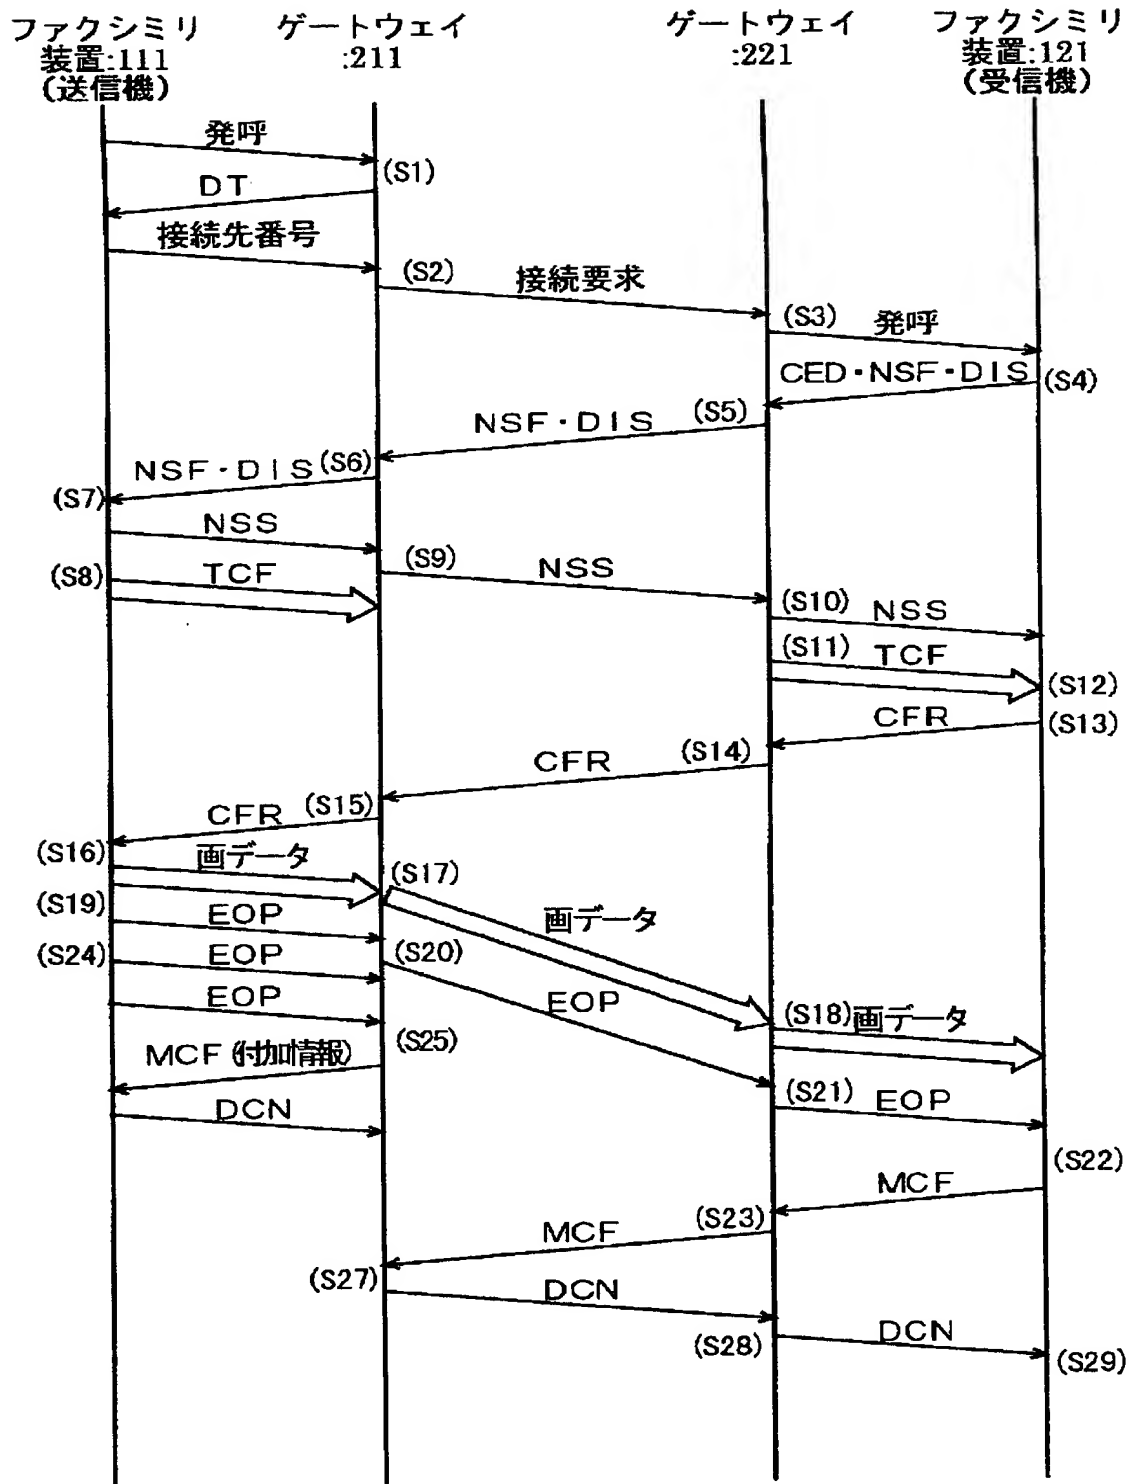 ファクシミリ
装置:111
(送信機)
ゲートウェイ
:211
ゲートウェイ
:221
ファクシミリ
装置:121
(受信機)
発呼
(S1)
DT
接続先番号
(S2)
接続要求
(S3)
発呼
CED・NSF・DIS
(S4)
NSF・DIS
(S5)
NSF・DIS
(S6)
(S7)
NSS
(S9)
NSS
(S8)
TCF
(S10)
NSS
(S11)
TCF
(S12)
CFR
(S13)
CFR
(S14)
CFR
(S15)
(S16)
画データ
(S17)
画データ
(S19)
EOP
(S24)
EOP
(S20)
EOP
EOP
(S18)
画データ
(S25)
MCF(付加情報)
(S21)
EOP
DCN
(S22)
MCF
(S23)
MCF
(S27)
DCN
(S28)
DCN
(S29)